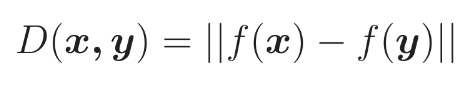 D(x, y) = ||f(x) − f(y)||